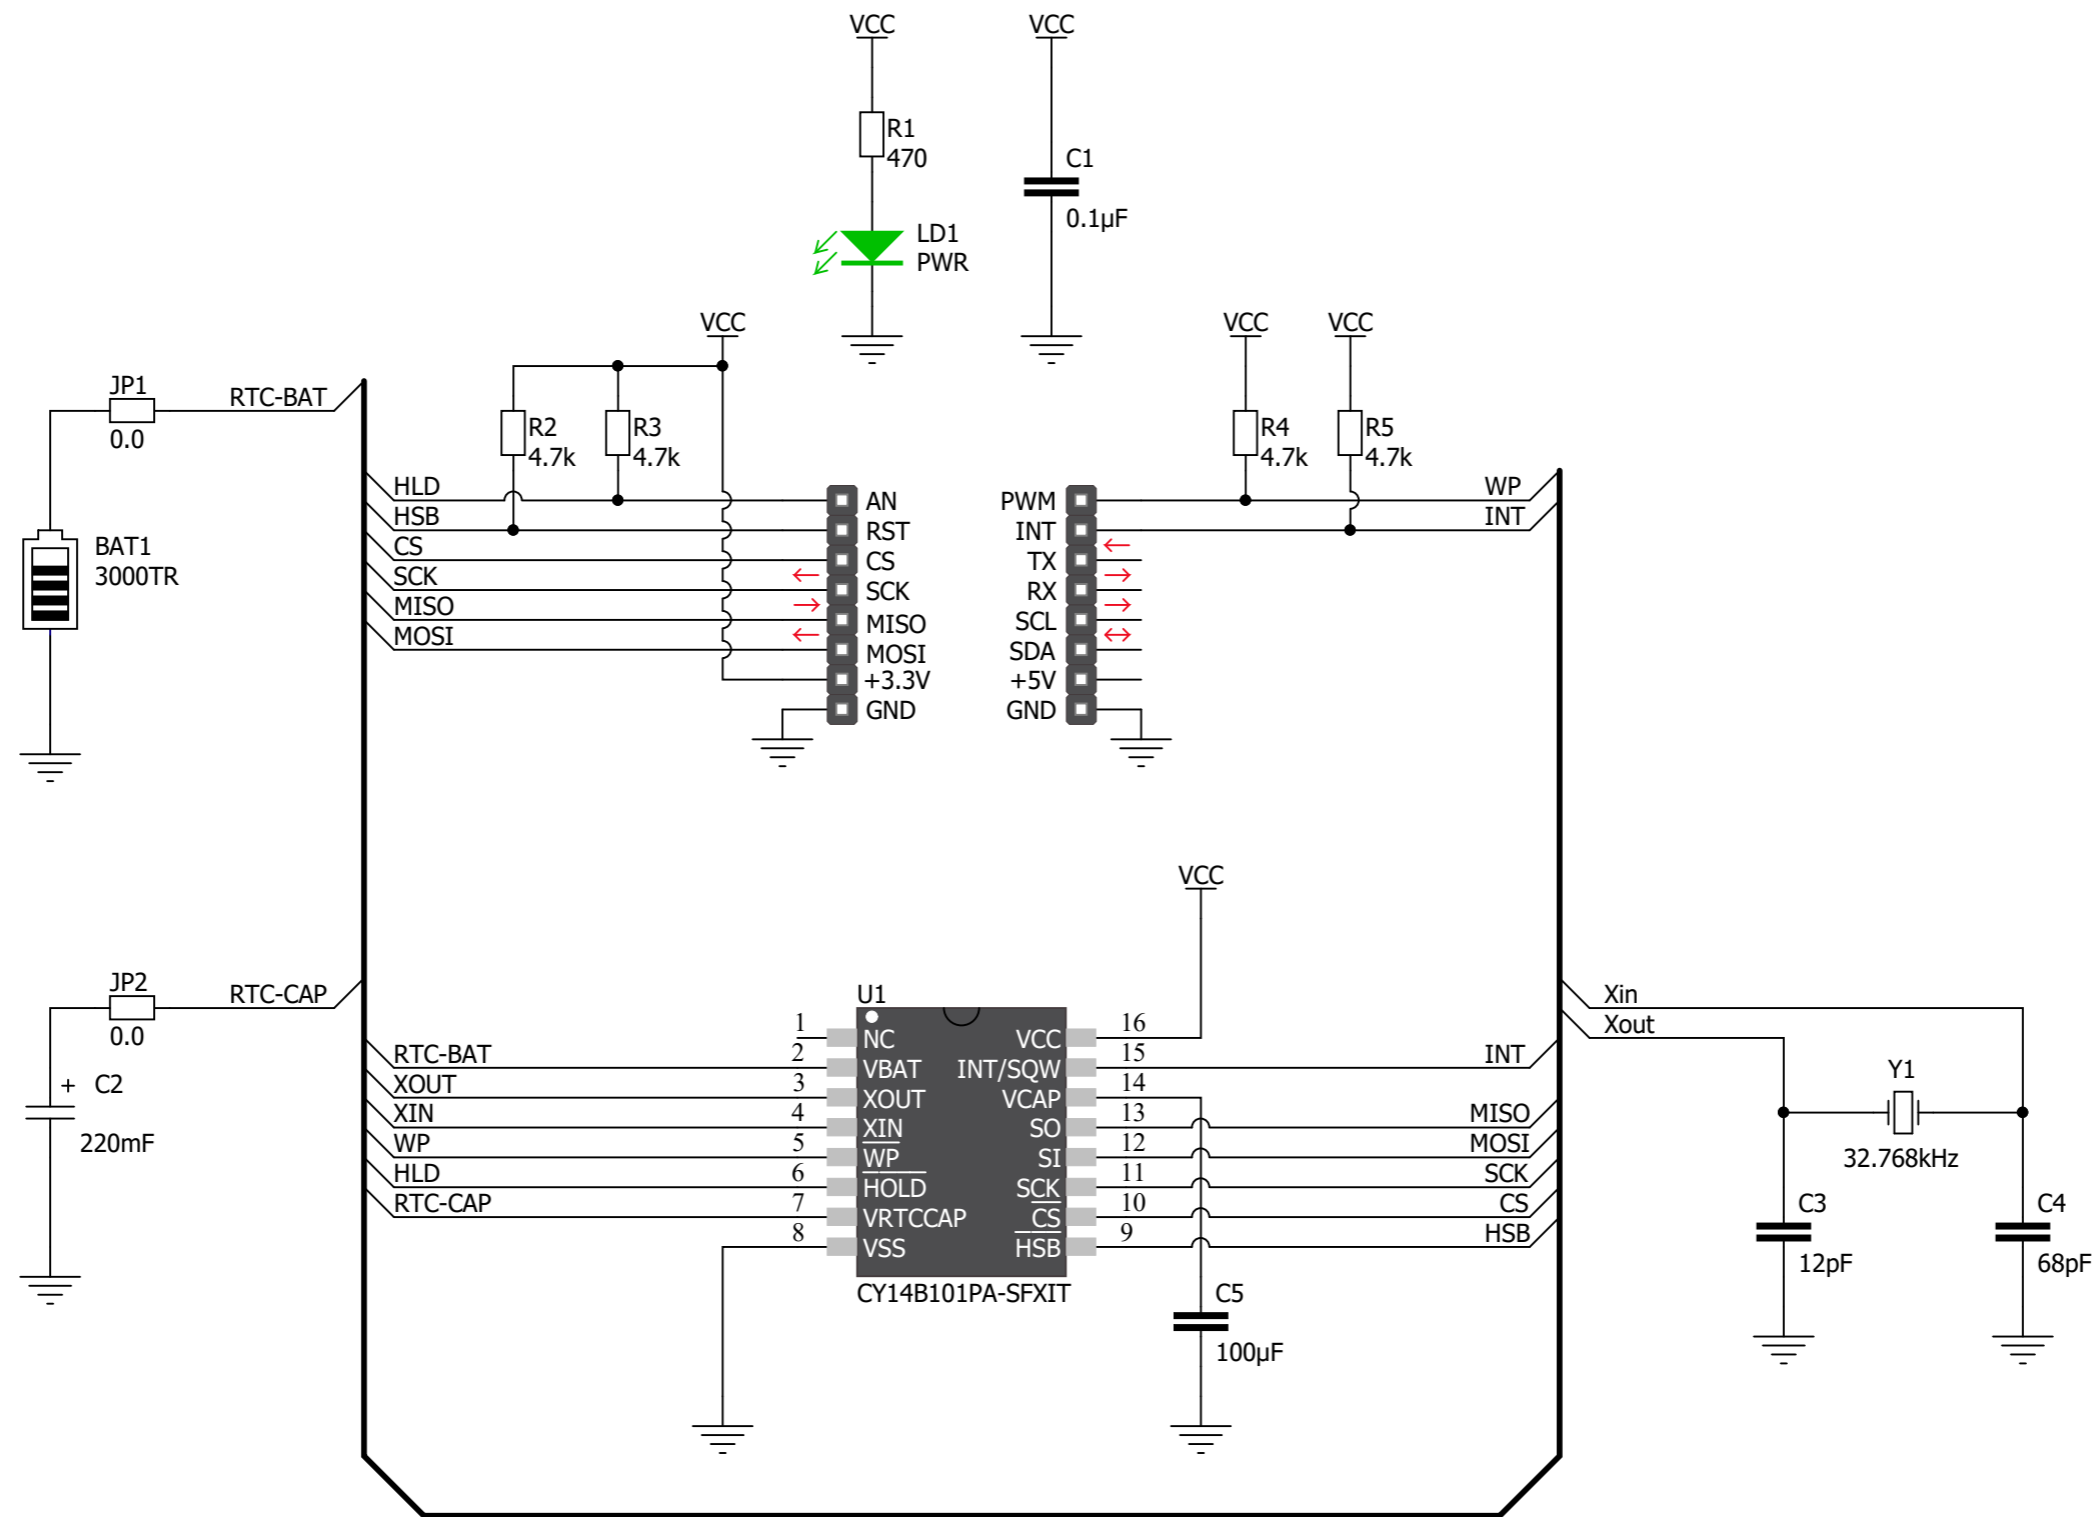 VCC
VCC
R1
470
C1
0.1µF
LD1
PWR
VCC
VCC
VCC
JP1
0.0
RTC-BAT
R2
4.7k
R3
4.7k
R4
4.7k
R5
4.7k
HLD
HSB
CS
SCK
MISO
MOSI
AN
RST
CS
SCK
MISO
MOSI
+3.3V
GND
PWM
INT
TX
RX
SCL
SDA
+5V
GND
WP
INT
BAT1
3000TR
VCC
JP2
0.0
RTC-CAP
+ C2
220mF
U1
RTC-BAT
XOUT
XIN
WP
HLD
RTC-CAP
1
2
3
4
5
6
7
8
NC
VBAT
XOUT
XIN
WP
HOLD
VRTCCAP
VSS
VCC
INT/SQW
VCAP
SO
SI
SCK
CS
HSB
16
15
14
13
12
11
10
9
INT
MISO
MOSI
SCK
CS
HSB
CY14B101PA-SFXIT
C5
100µF
Xin
Xout
Y1
32.768kHz
C3
12pF
C4
68pF